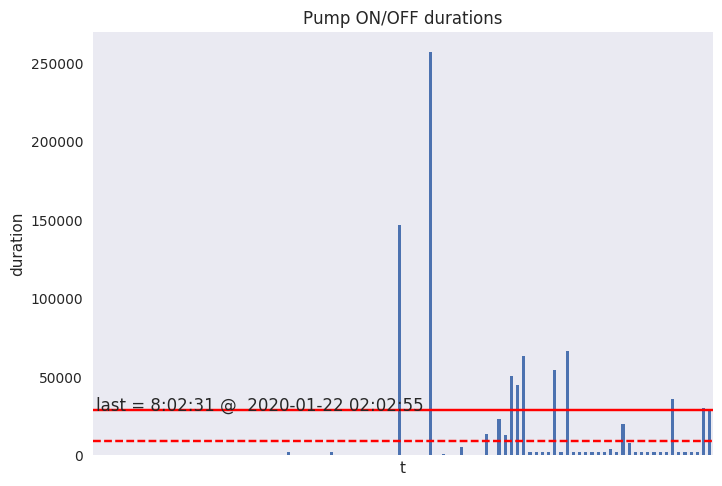 Pump ON/OFF durations
250000
200000
150000
100000
50000
0
duration
last = 8:02:31 @  2020-01-22 02:02:55
t